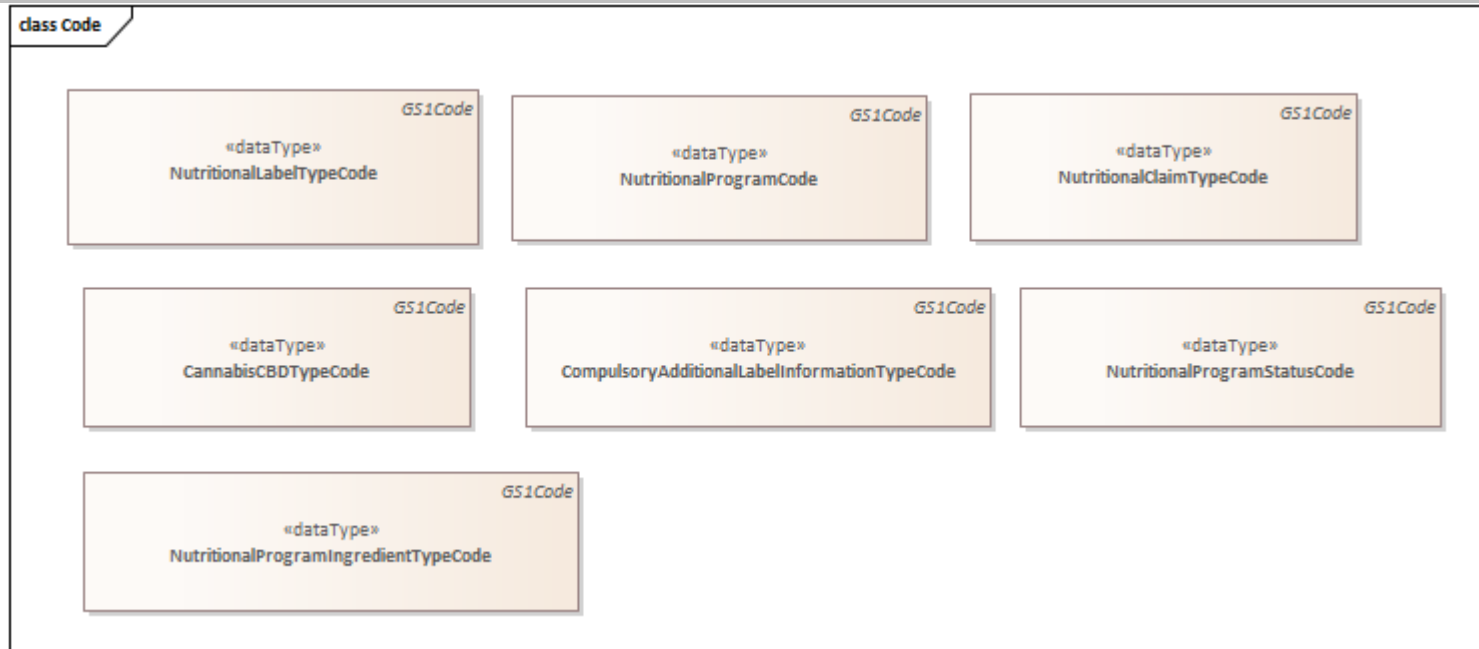 class Code
GS1Code
«dataType»
NutritionalLabelTypeCode
GS1Code
«dataType»
NutritionalProgramCode
GS1Code
«dataType»
NutritionalClaimTypeCode
GS1Code
«dataType»
CannabisCBDTypeCode
GS1Code
«dataType»
CompulsoryAdditionalLabelInformationTypeCode
GS1Code
«dataType»
NutritionalProgramStatusCode
GS1Code
«dataType»
NutritionalProgramIngredientTypeCode